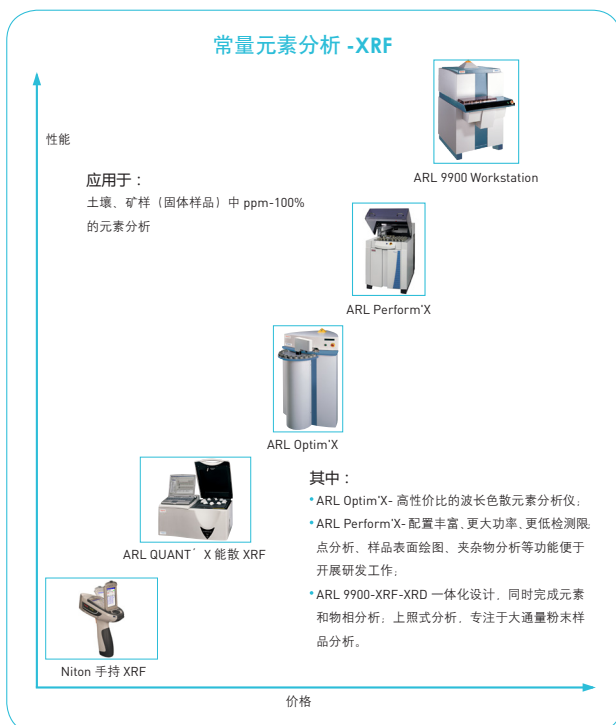 常量元素分析 -XRF
性能
ARL 9900 Workstation
应用于：
土壤、矿样（固体样品）中 ppm-100%
的元素分析
ARL Perform'X
ARL Optim'X
ARL QUANT＇X 能散 XRF
其中：
• ARL Optim'X- 高性价比的波长色散元素分析仪；
• ARL Perform'X- 配置丰富、更大功率、更低检测限；
点分析、样品表面绘图、夹杂物分析等功能便于
开展研发工作；
• ARL 9900-XRF-XRD 一体化设计，同时完成元素
和物相分析；上照式分析，专注于大通量粉末样
品分析。
Niton 手持 XRF
价格